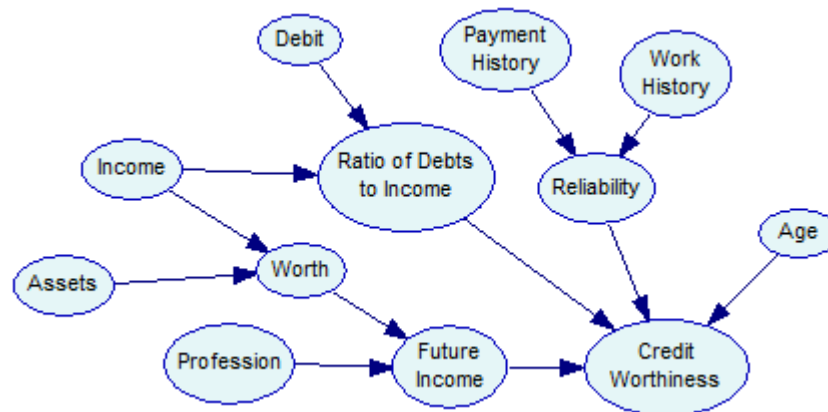 Debit
Payment
History
Work
History
Income
Ratio of Debts
to Income
Reliability
Age
Assets
Worth
Profession
Future
Income
Credit
Worthiness